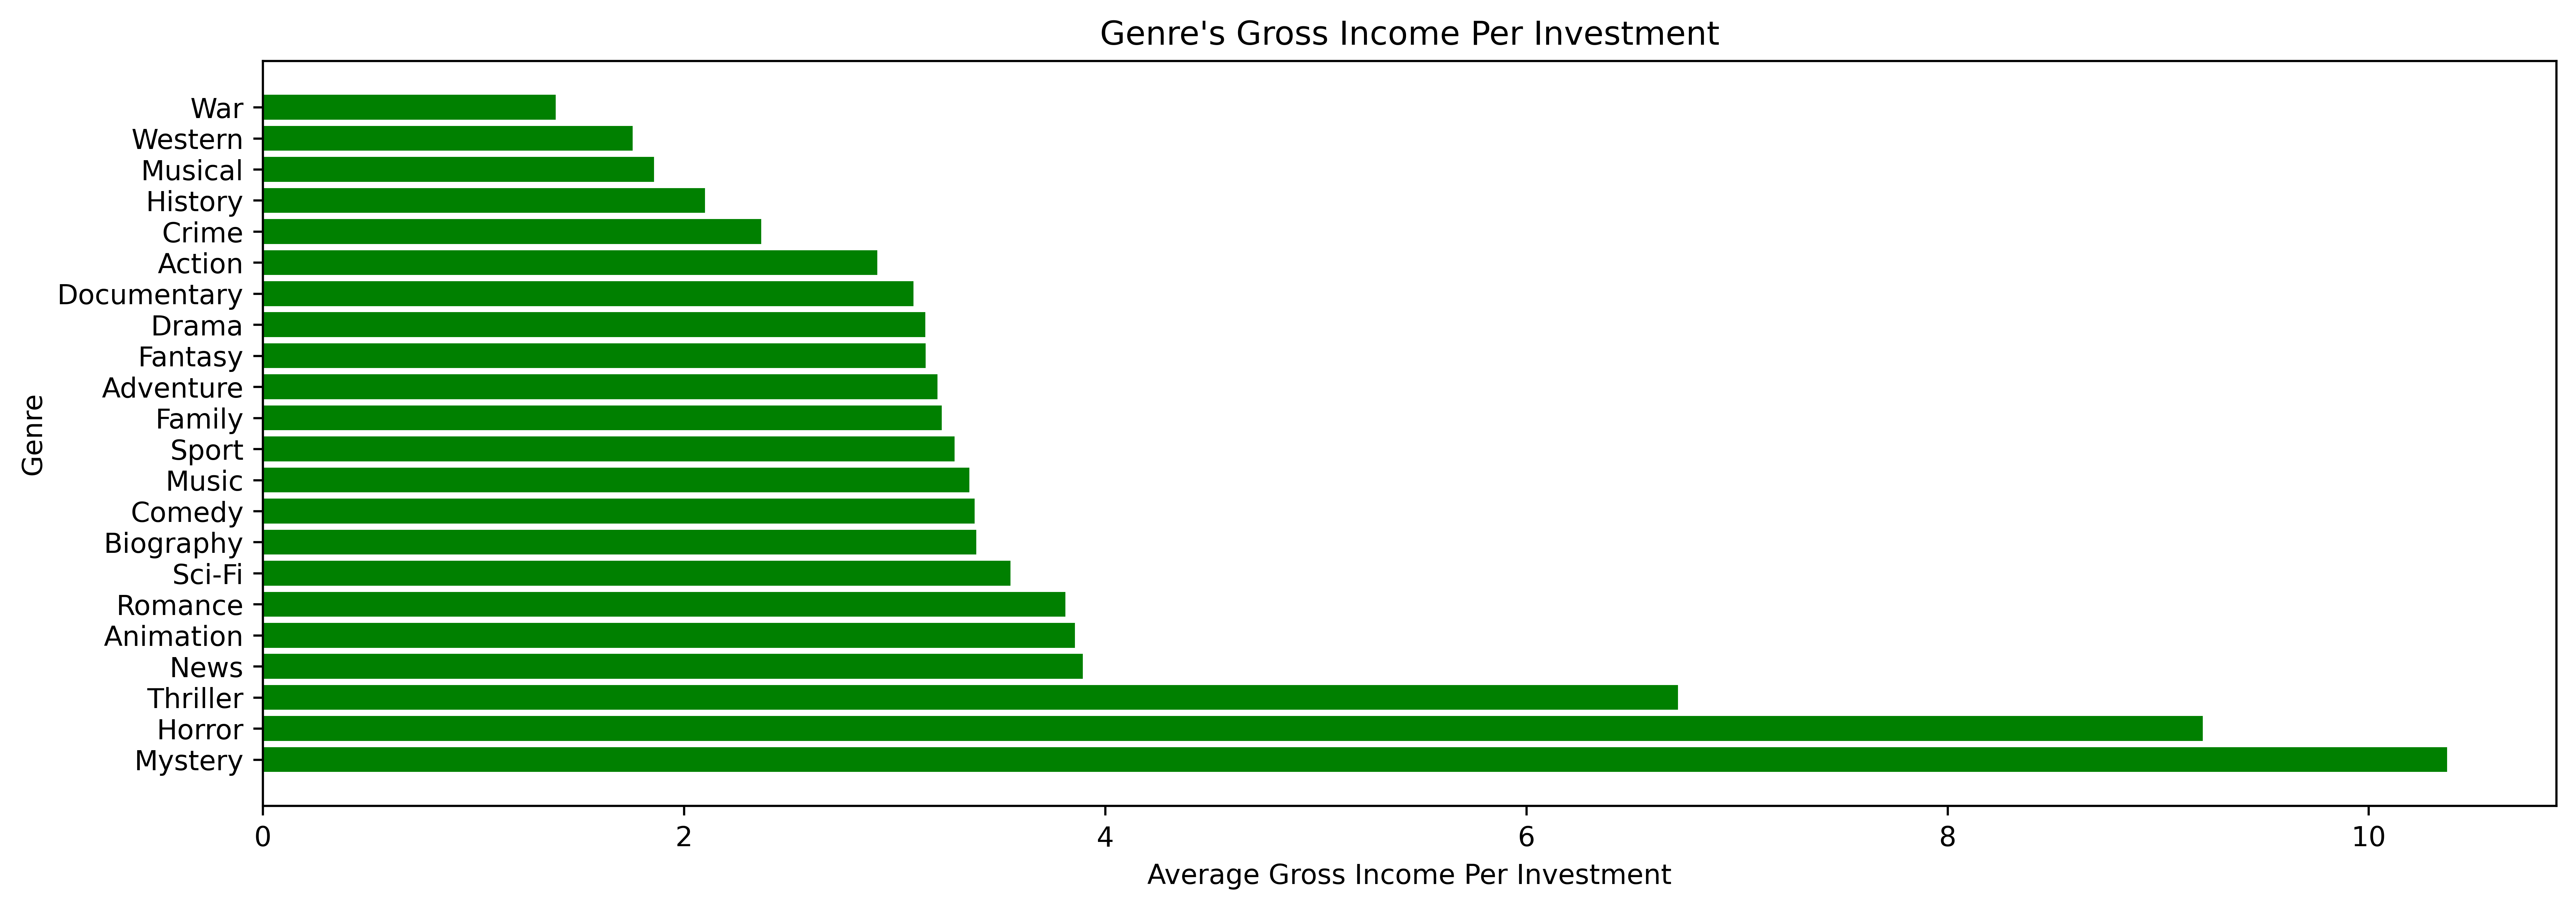 Genre's Gross Income Per Investment
Genre
War
Western
Musical
History
Crime
Action
Documentary
Drama
Fantasy
Adventure
Family
Sport
Music
Comedy
Biography
Sci-Fi
Romance
Animation
News
Thriller
Horror
Mystery
0 2 4 6 8 10
Average Gross Income Per Investment